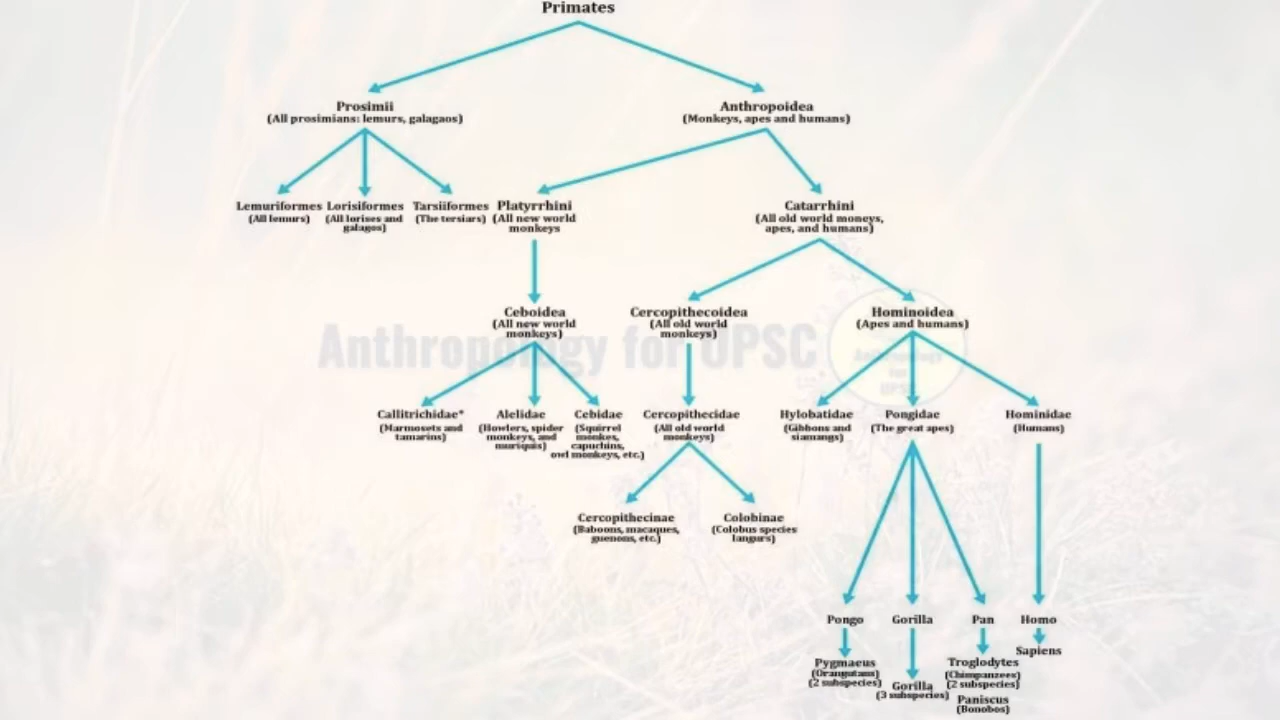 Primates
Prosimii
(All prosimians: lemurs, galagaos)
Anthropoidea
(Monkeys, apes and humans)
Lemuriformes
(All lemurs)
Lorisiformes
(All lorises and
galagos)
Tarsiiformes
(The tersiars)
Platyrrhini
(All new world
monkeys
Catarrhini
(All old world moneys,
apes, and humans)
Ceboidea
(All new world
monkeys)
Cercopithecoidea
(All old world
monkeys)
Hominoidea
(Apes and humans)
Anthropology for UPSC
Anthropology
for
UPSC
Callitrichidae*
(Marmosets and
tamarins)
Alelidae
(Howlers, spider
monkeys, and
muriquis)
Cebidae
(Squirrel
monkes,
capuchins,
owl monkeys, etc.)
Cercopithecidae
(All old world
monkeys)
Hylobatidae
(Gibbons and
siamangs)
Pongidae
(The great apes)
Hominidae
(Humans)
Cercopithecinae
(Baboons, macaques,
guenons, etc.)
Colobinae
(Colobus species
langurs)
Pongo
Gorilla
Pan
Homo
Pygmaeus
(Orangutans)
(2 subspecies)
Gorilla
(3 subspecies)
Troglodytes
(Chimpanzees)
(2 subspecies)
Paniscus
(Bonobos)
Sapiens